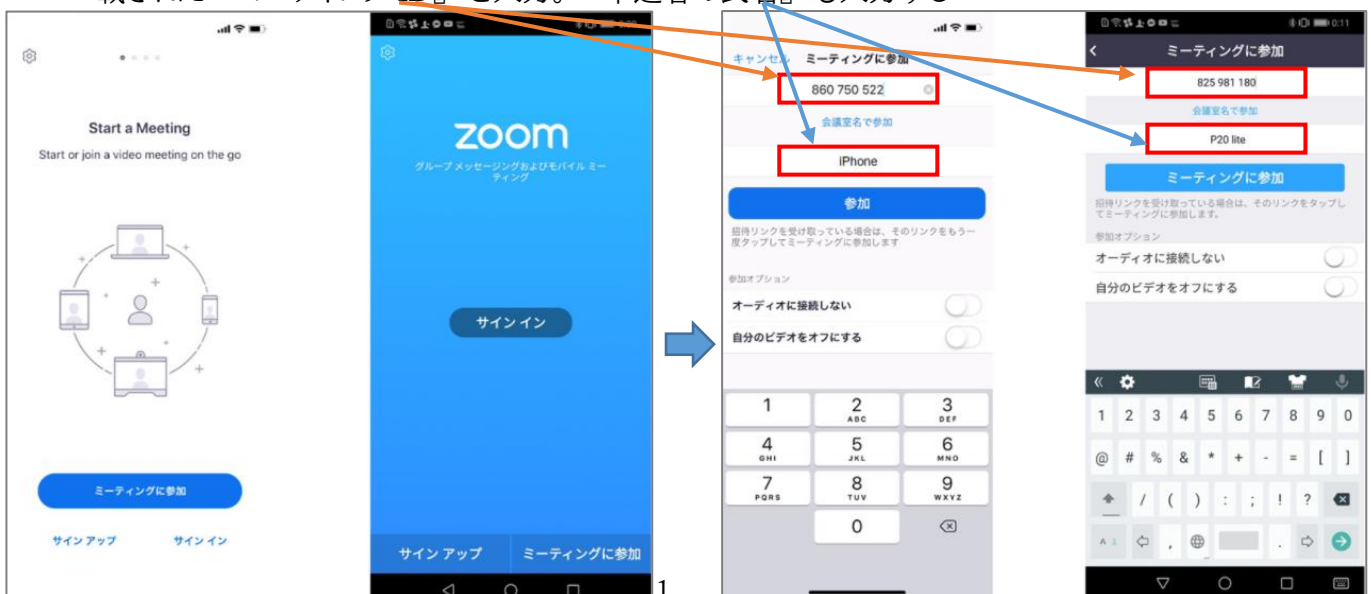 Start a Meeting
Start or join a video meeting on the go
ミーティングに参加
サイン アップ
サイン イン
zoom
グループ メッセージングおよびモバイル ミー
ティング
サイン イン
サイン アップ
ミーティングに参加
キャンセル
ミーティングに参加
860 750 522
会議室名で参加
iPhone
参加
招待リンクを受け取っている場合は、そのリンクをもう一
度タップしてミーティングに参加します
参加オプション
オーディオに接続しない
自分のビデオをオフにする
1
2 ABC
3 DEF
4 GHI
5 JKL
6 MNO
7 PQRS
8 TUV
9 WXYZ
0
0:11
ミーティングに参加
825 981 180
会議室名で参加
P20 lite
ミーティングに参加
招待リンクを受け取っている場合は、そのリンクをタップし
てミーティングに参加します。
参加オプション
オーディオに接続しない
自分のビデオをオフにする
1 2 3 4 5 6 7 8 9 0
@ # % & * + - = [ ]
/ ( ) : ; ! ?
A 1 , .
1